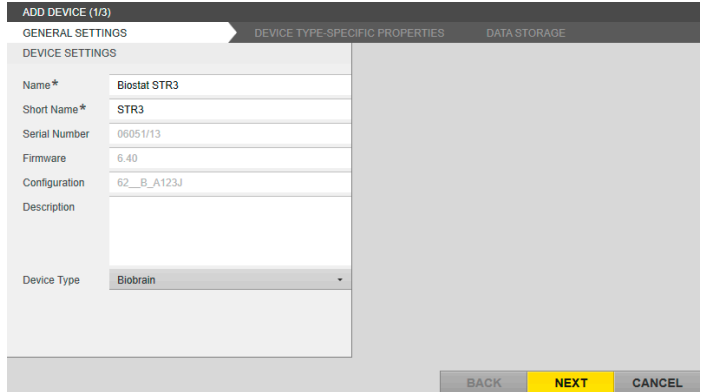 ADD DEVICE (1/3)
GENERAL SETTINGS DEVICE TYPE-SPECIFIC PROPERTIES DATA STORAGE
DEVICE SETTINGS
Name* Biostat STR3
Short Name* STR3
Serial Number 06051/13
Firmware 6.40
Configuration 62__B_A123J
Description
Device Type Biobrain
BACK NEXT CANCEL